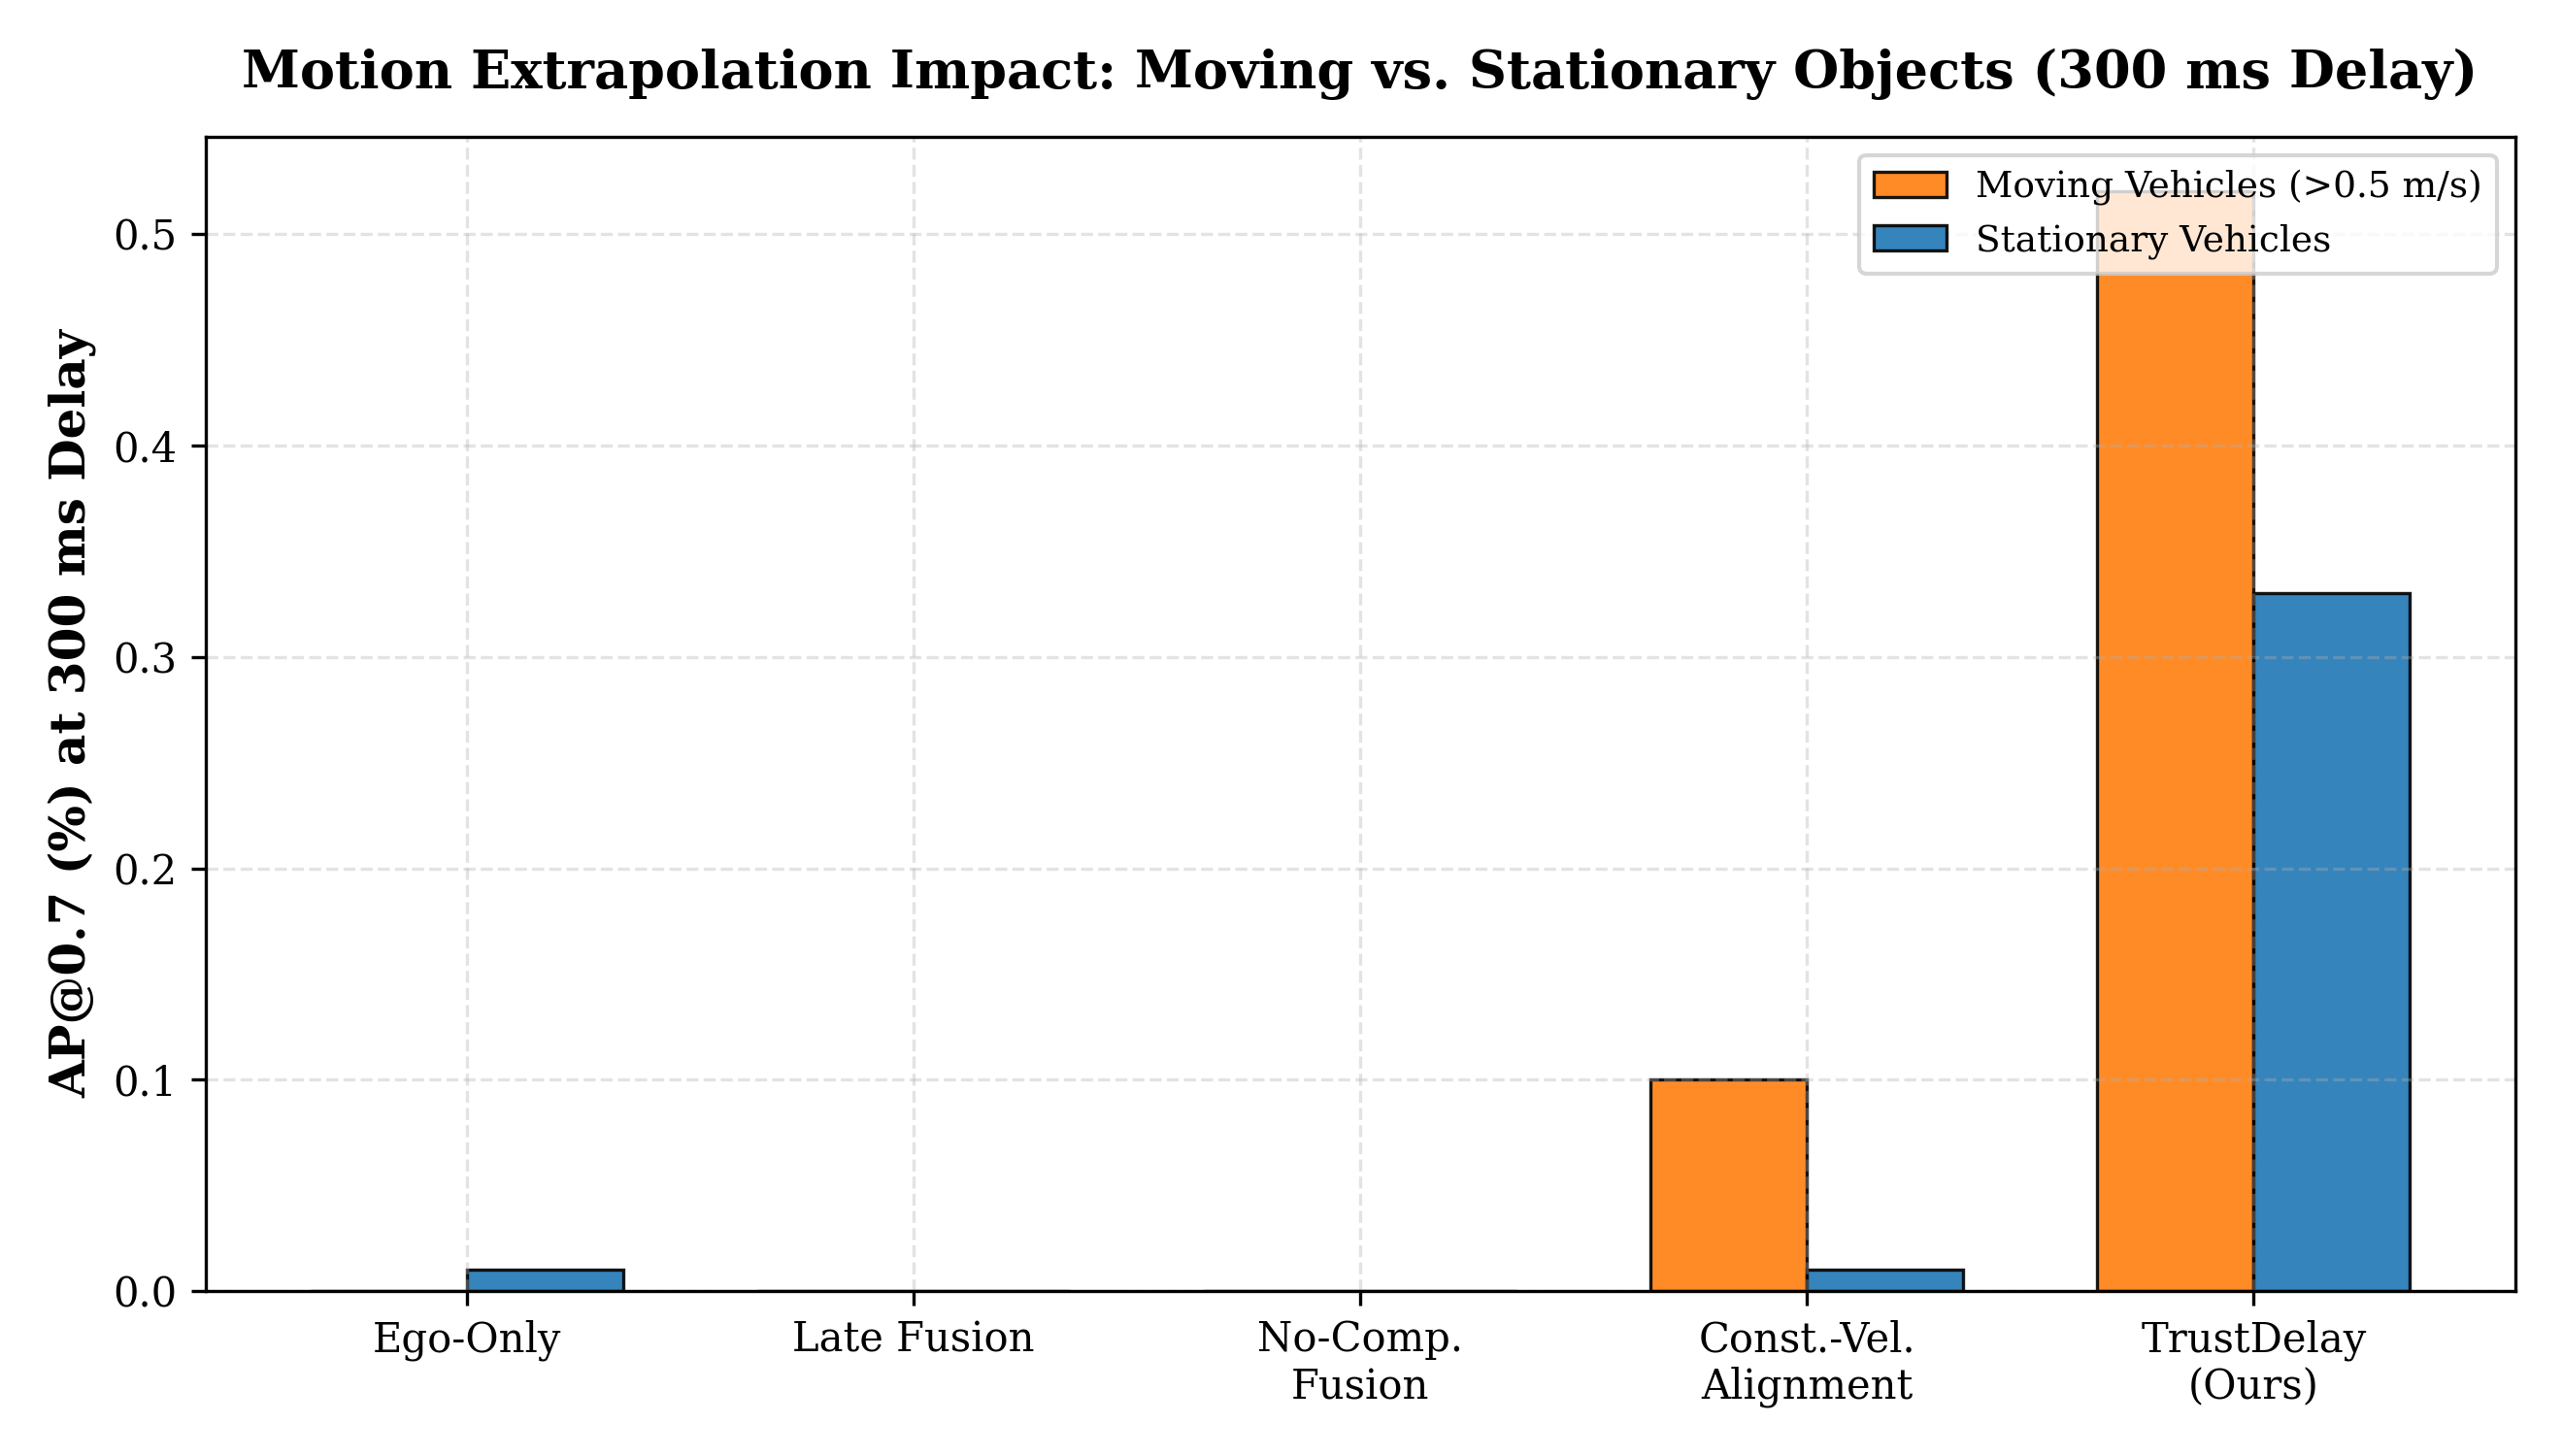 Motion Extrapolation Impact: Moving vs. Stationary Objects (300 ms Delay)
Moving Vehicles (>0.5 m/s)
Stationary Vehicles
AP@0.7 (%) at 300 ms Delay
0.5
0.4
0.3
0.2
0.1
0.0
Ego-Only
Late Fusion
No-Comp.
Fusion
Const.-Vel.
Alignment
TrustDelay
(Ours)